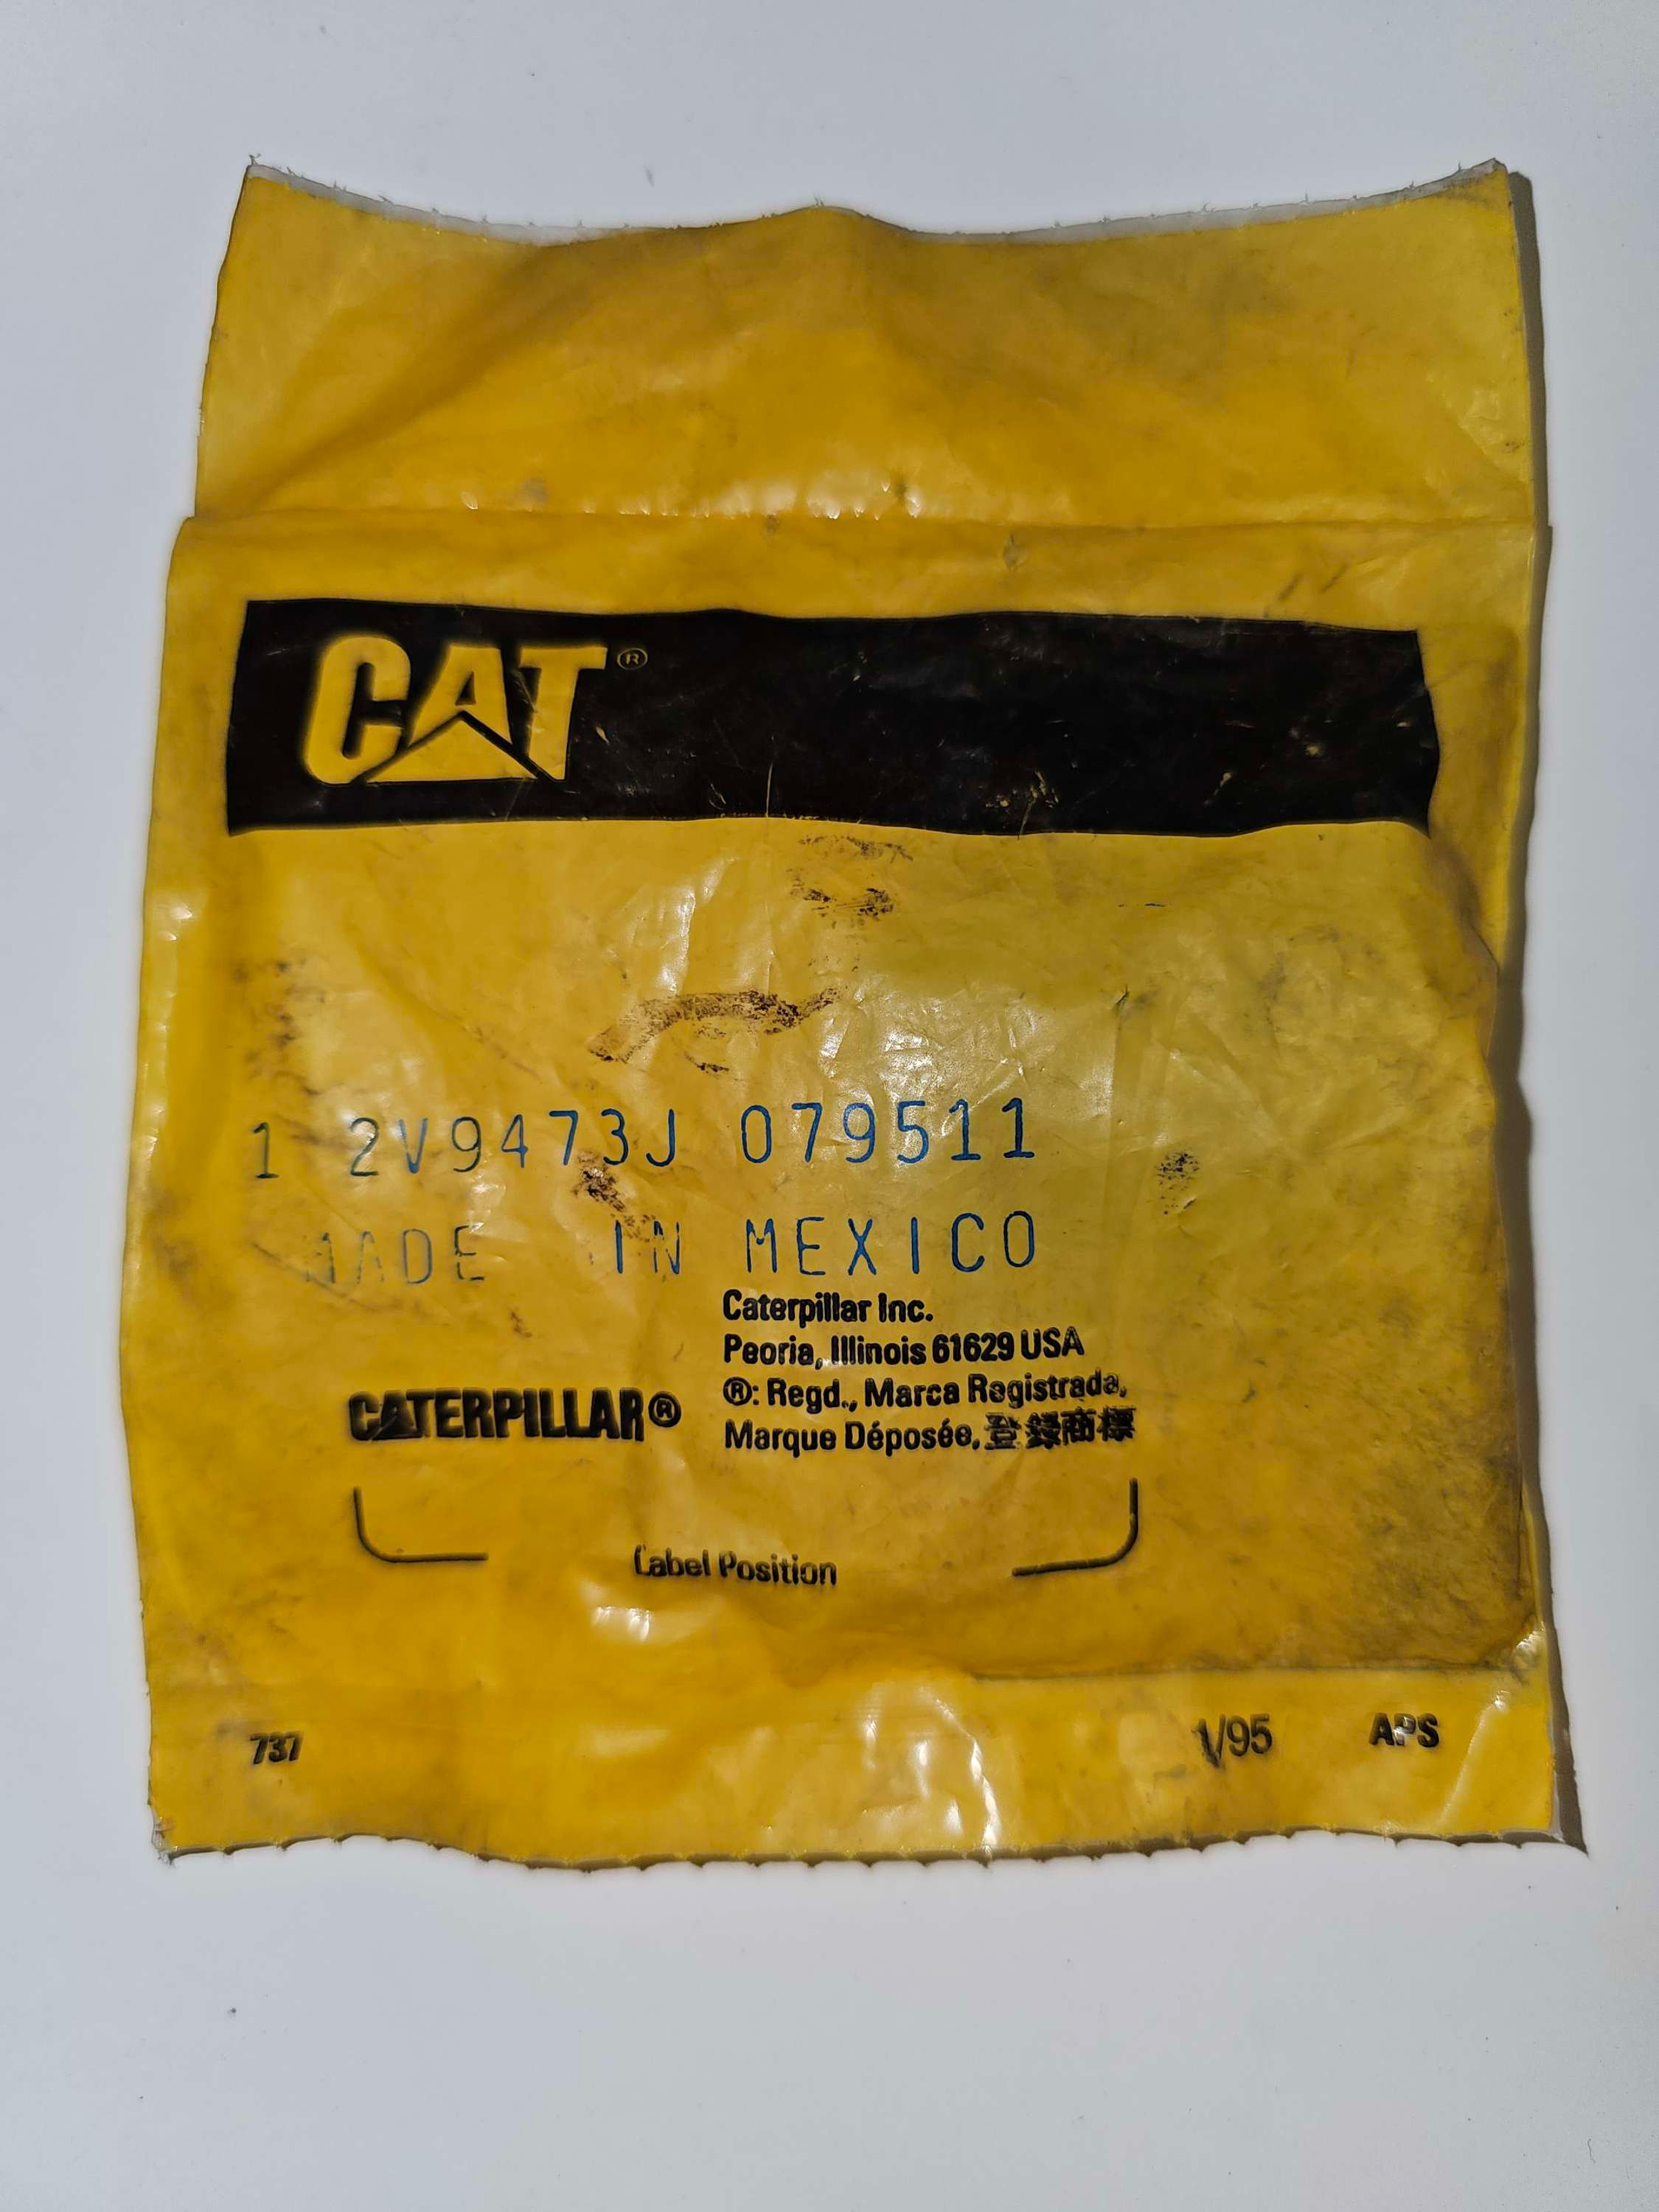 CAT®
1 2V9473J 079511
MADE IN MEXICO
Caterpillar Inc.
Peoria, Illinois 61629 USA
®: Regd., Marca Registrada,
Marque Déposée, 登録商標
CATERPILLAR®
Label Position
737 1/95 APS